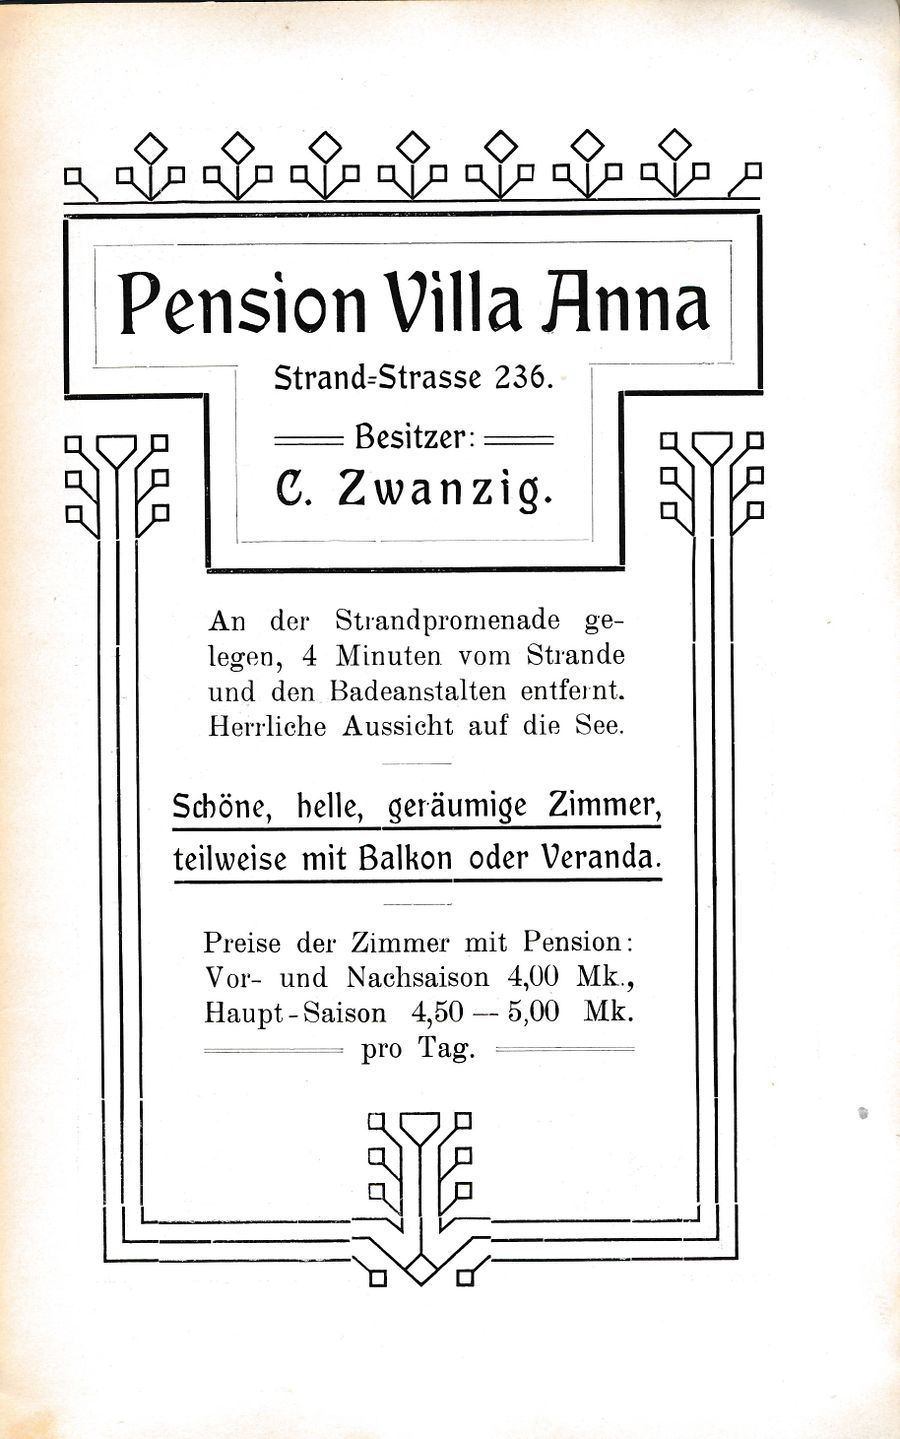 Pension Villa Anna
Strand-Strasse 236.
Besitzer:
C. Zwanzig.
An der Strandpromenade ge-
legen, 4 Minuten vom Strande
und den Badeanstalten entfernt.
Herrliche Aussicht auf die See.
Schöne, helle, geräumige Zimmer,
teilweise mit Balkon oder Veranda.
Preise der Zimmer mit Pension:
Vor- und Nachsaison 4,00 Mk.,
Haupt-Saison 4,50 — 5,00 Mk.
pro Tag.